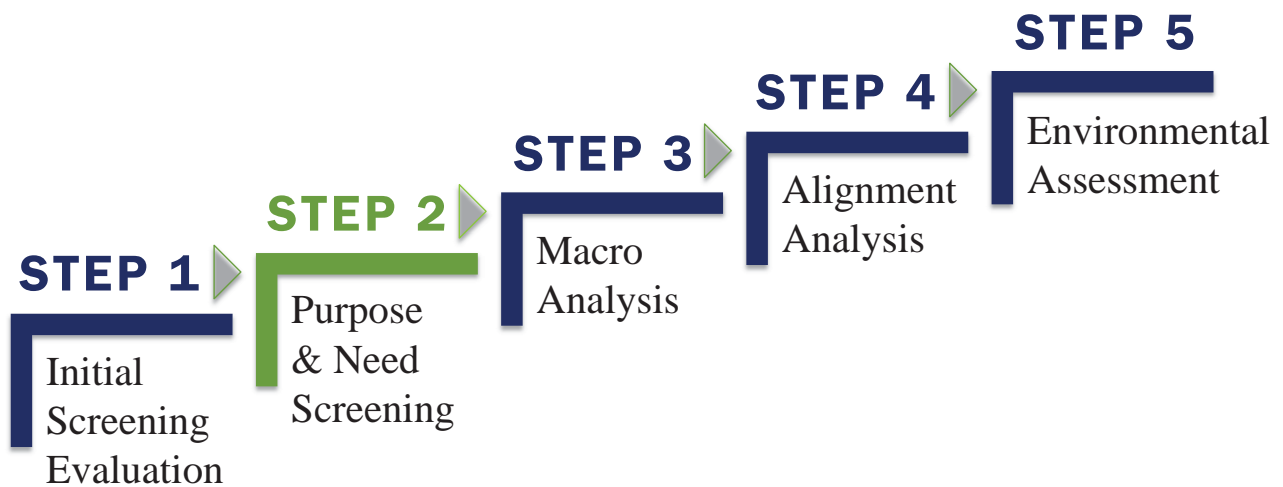 STEP 1
Initial
Screening
Evaluation
STEP 2
Purpose
& Need
Screening
STEP 3
Macro
Analysis
STEP 4
Alignment
Analysis
STEP 5
Environmental
Assessment